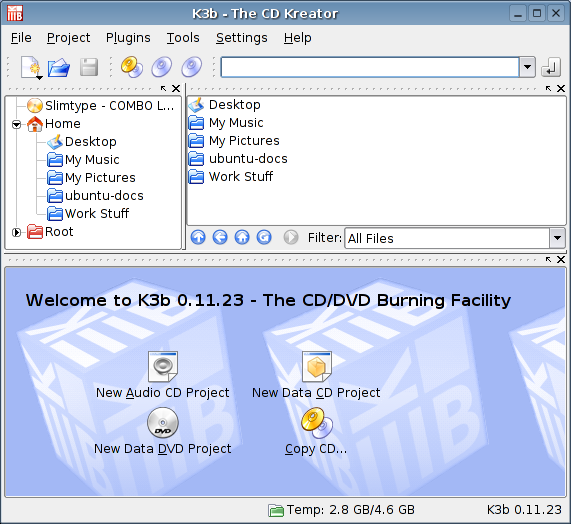 K3b - The CD Kreator
File Project Plugins Tools Settings Help
Slimtype - COMBO L...
Home
Desktop
My Music
My Pictures
ubuntu-docs
Work Stuff
Root
Desktop
My Music
My Pictures
ubuntu-docs
Work Stuff
Filter: All Files
Welcome to K3b 0.11.23 - The CD/DVD Burning Facility
New Audio CD Project
New Data CD Project
DVD
New Data DVD Project
Copy CD...
Temp: 2.8 GB/4.6 GB
K3b 0.11.23